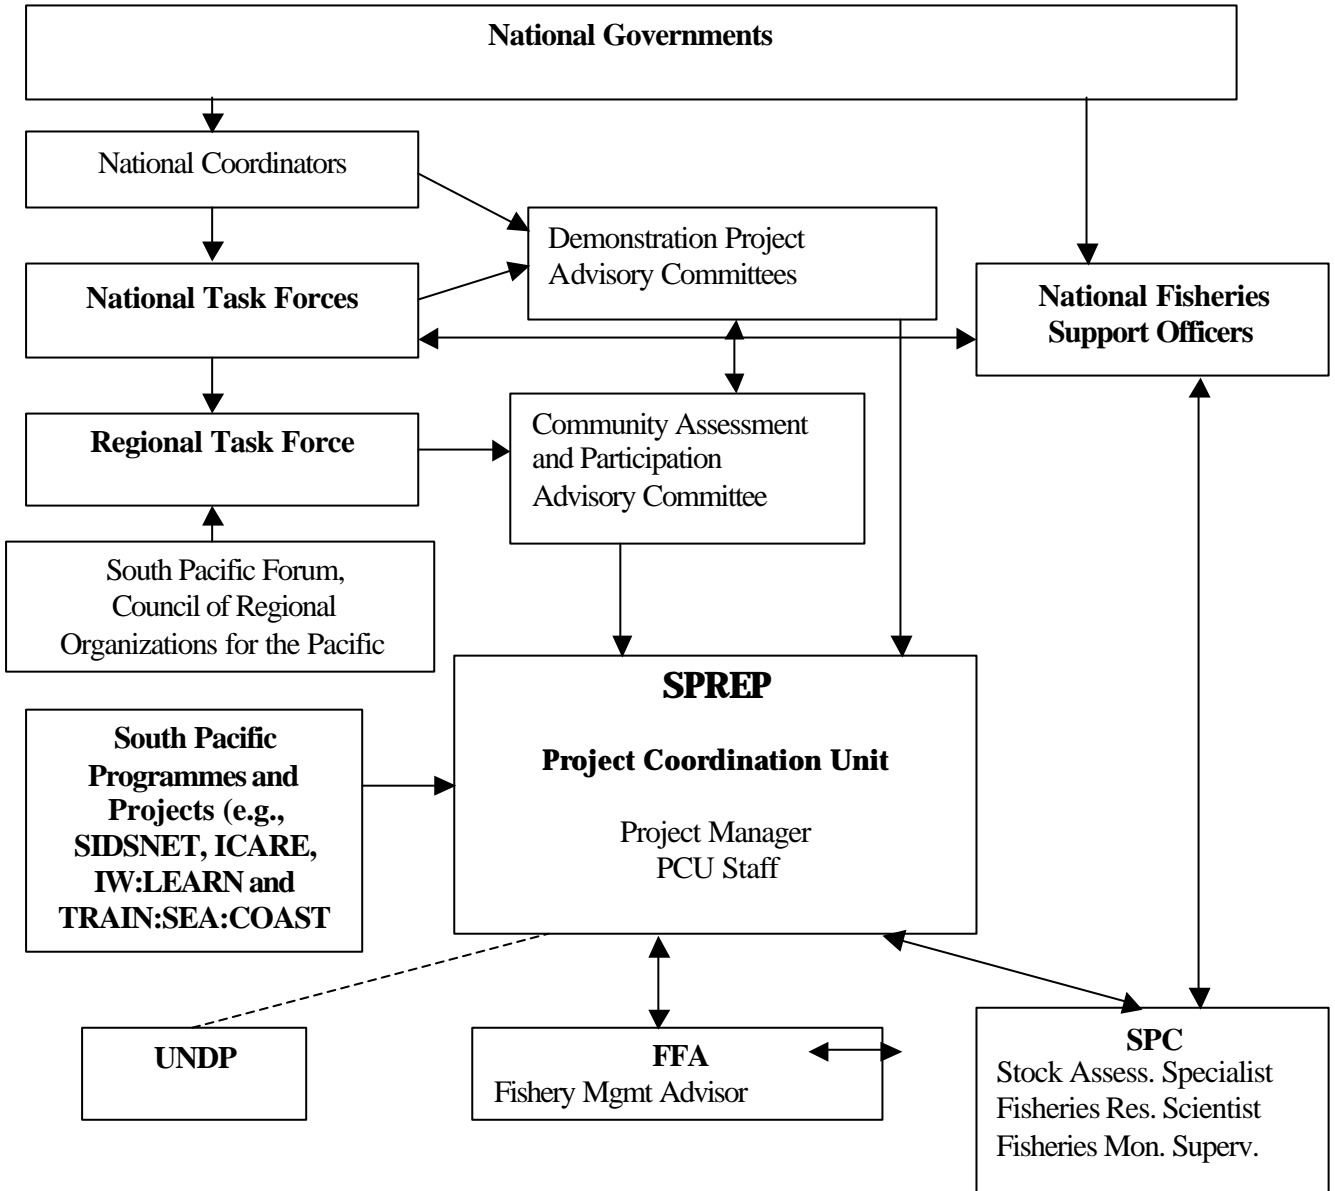 National Governments
National Coordinators
Demonstration Project
Advisory Committees
National Task Forces
National Fisheries
Support Officers
Regional Task Force
Community Assessment
and Participation
Advisory Committee
South Pacific Forum,
Council of Regional
Organizations for the Pacific
SPREP
Project Coordination Unit
Project Manager
PCU Staff
South Pacific
Programmes and
Projects (e.g.,
SIDSNET, ICARE,
IW:LEARN and
TRAIN:SEA:COAST
UNDP
FFA
Fishery Mgmt Advisor
SPC
Stock Assess. Specialist
Fisheries Res. Scientist
Fisheries Mon. Superv.